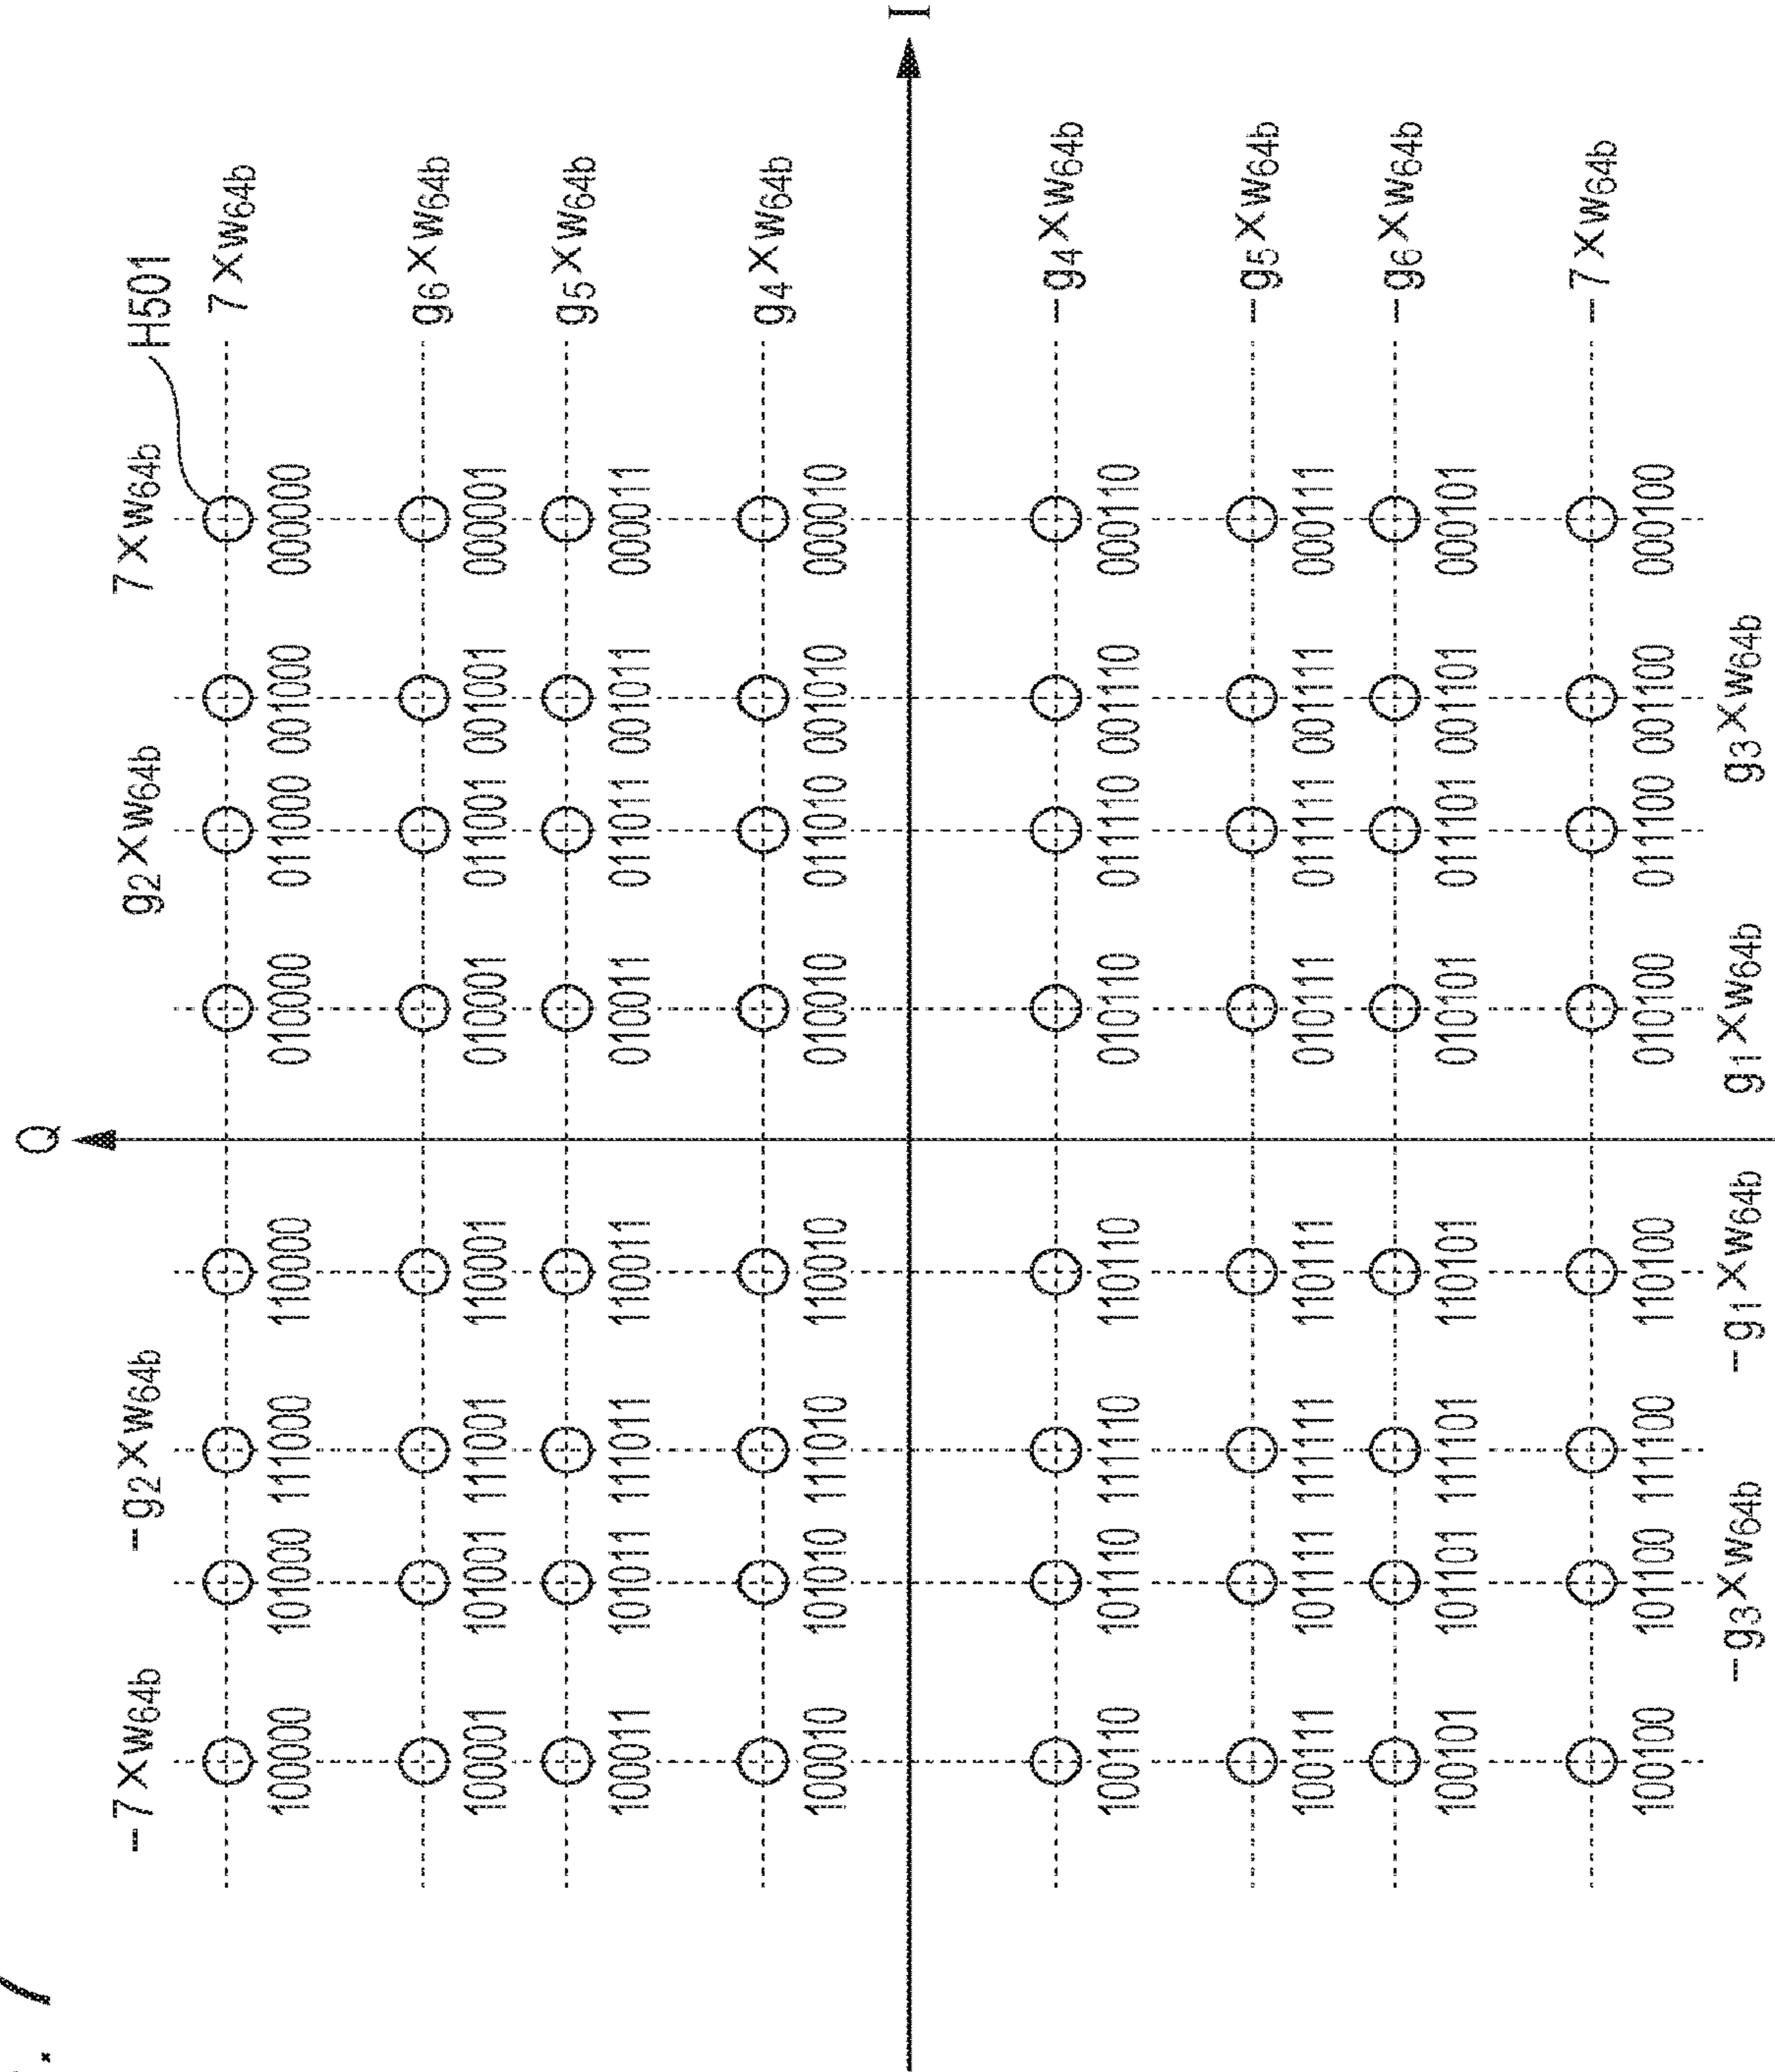 Q
−7×w64b −g2×w64b g2×w64b 7×w64b H501
7×w64b
100000 101000 111000 110000 010000 011000 001000 000000
g6×w64b
100001 101001 111001 110001 010001 011001 001001 000001
g5×w64b
100011 101011 111011 110011 010011 011011 001011 000011
g4×w64b
100010 101010 111010 110010 010010 011010 001010 000010
I
−g4×w64b
100110 101110 111110 110110 010110 011110 001110 000110
−g5×w64b
100111 101111 111111 110111 010111 011111 001111 000111
−g6×w64b
100101 101101 111101 110101 010101 011101 001101 000101
−7×w64b
100100 101100 111100 110100 010100 011100 001100 000100
−g3×w64b −g1×w64b g1×w64b g3×w64b